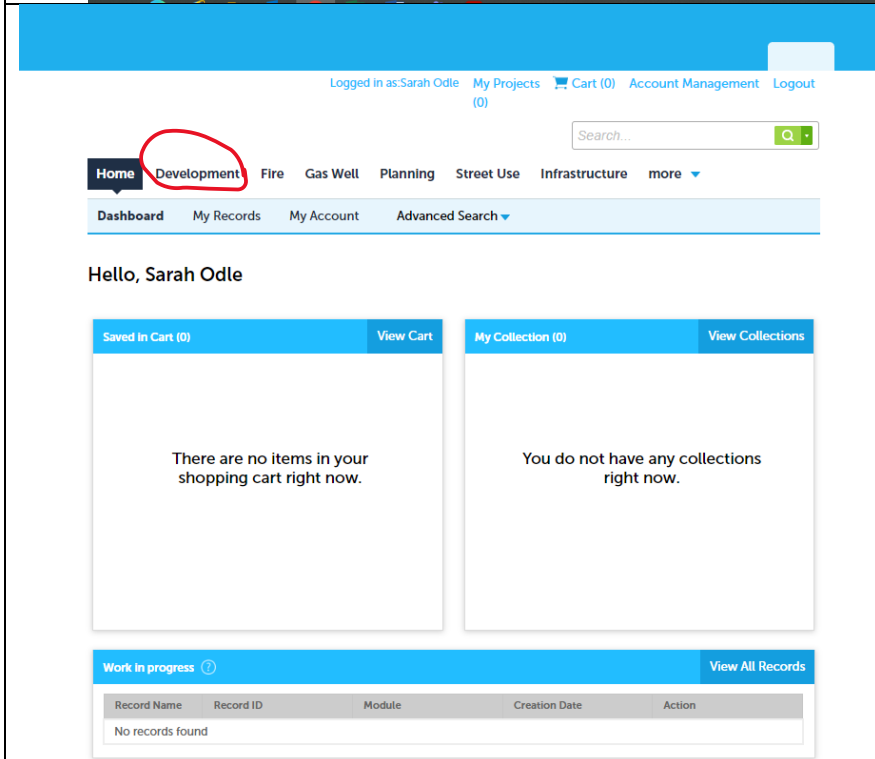 Logged in as:Sarah Odle My Projects (0) Cart (0) Account Management Logout
Search...
Home Development Fire Gas Well Planning Street Use Infrastructure more
Dashboard My Records My Account Advanced Search
Hello, Sarah Odle
Saved in Cart (0) View Cart
There are no items in your
shopping cart right now.
My Collection (0) View Collections
You do not have any collections
right now.
Work in progress ? View All Records
Record Name Record ID Module Creation Date Action
No records found